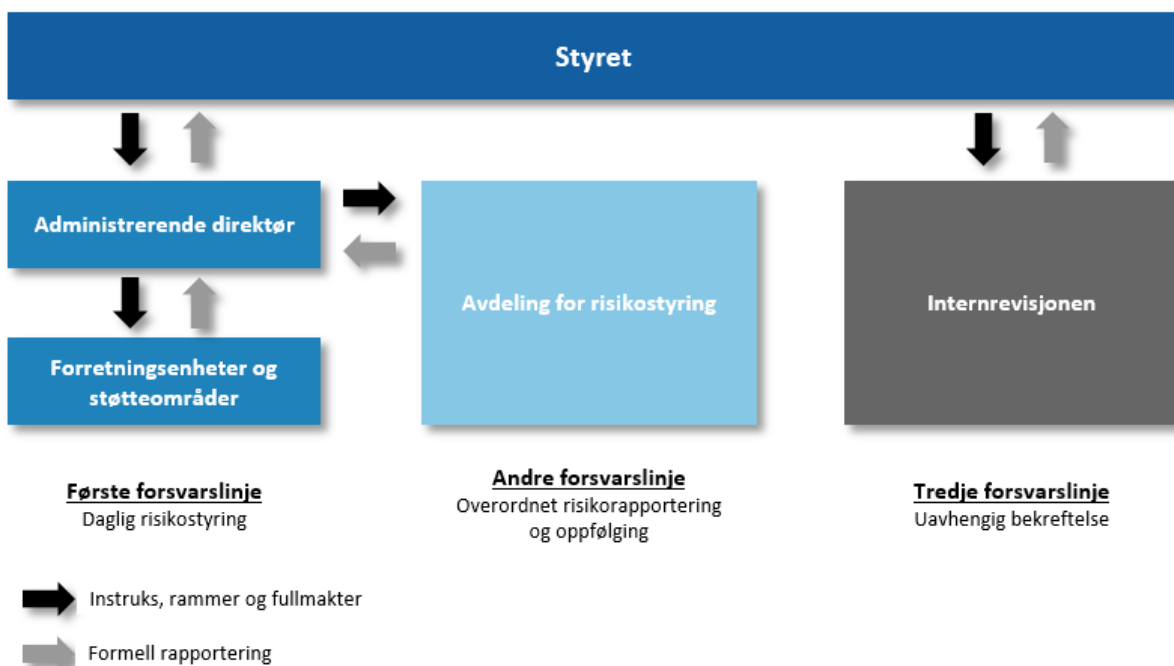 Styret
Administrerende direktør
Avdeling for risikostyring
Internrevisjonen
Forretningsenheter og
støtteområder
Første forsvarslinje
Daglig risikostyring
Andre forsvarslinje
Overordnet risikorapportering
og oppfølging
Tredje forsvarslinje
Uavhengig bekreftelse
Instruks, rammer og fullmakter
Formell rapportering